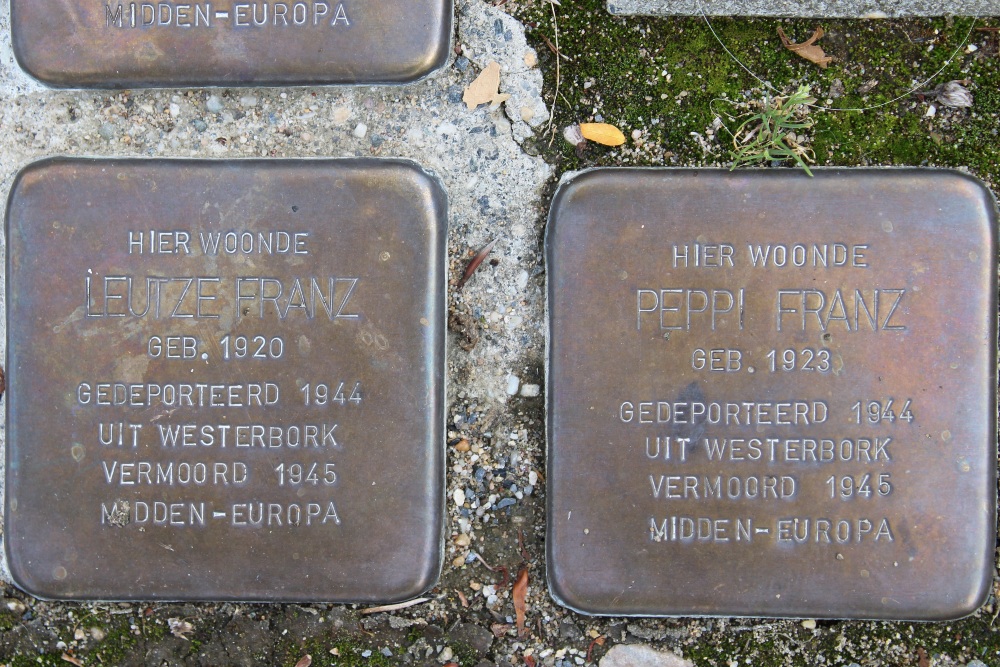 MIDDEN-EUROPA
HIER WOONDE
LEUTZE FRANZ
GEB. 1920
GEDEPORTEERD 1944
UIT WESTERBORK
VERMOORD 1945
MIDDEN-EUROPA
HIER WOONDE
PEPPI FRANZ
GEB. 1923
GEDEPORTEERD 1944
UIT WESTERBORK
VERMOORD 1945
MIDDEN-EUROPA